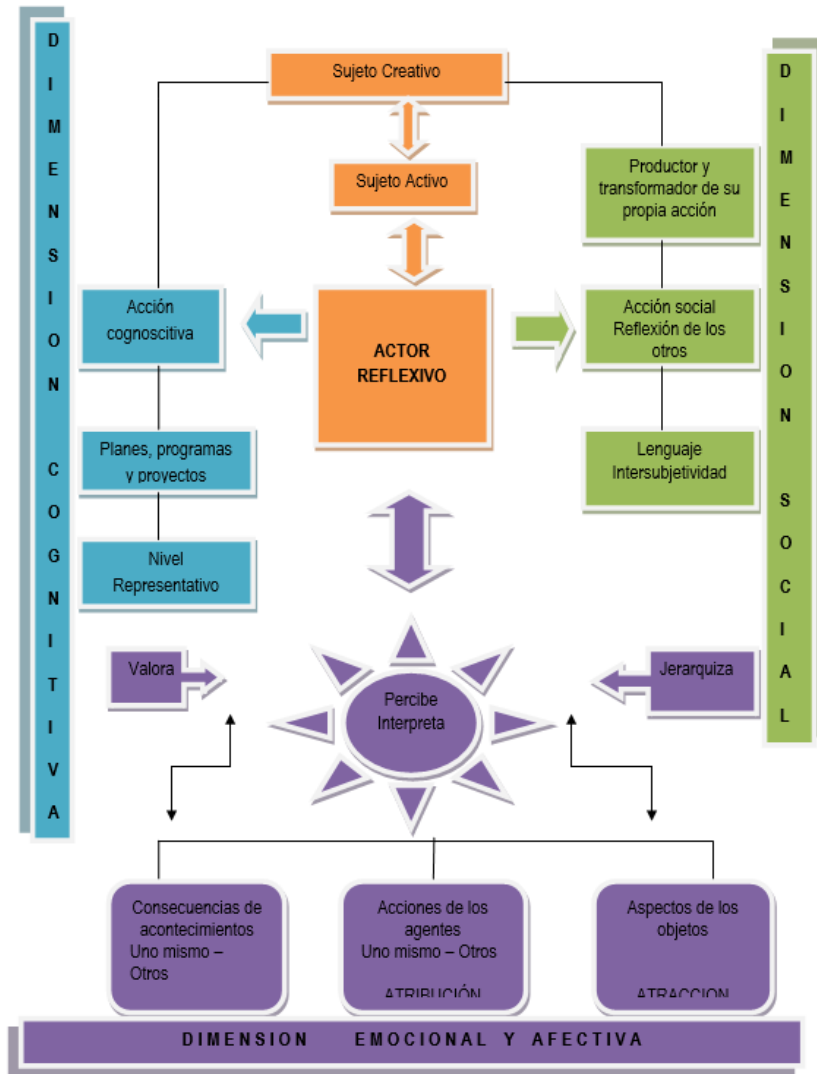 DIMENSION COGNITIVA
Sujeto Creativo
Sujeto Activo
ACTOR
REFLEXIVO
Acción
cognoscitiva
Planes, programas
y proyectos
Nivel
Representativo
Productor y
transformador de su
propia acción
Acción social
Reflexión de los
otros
Lenguaje
Intersubjetividad
DIMENSION SOCIAL
Valora
Percibe
Interpreta
Jerarquiza
Consecuencias de
acontecimientos
Uno mismo –
Otros
Acciones de los
agentes
Uno mismo – Otros
ATRIBUCIÓN
Aspectos de los
objetos
ATRACCION
DIMENSION EMOCIONAL Y AFECTIVA